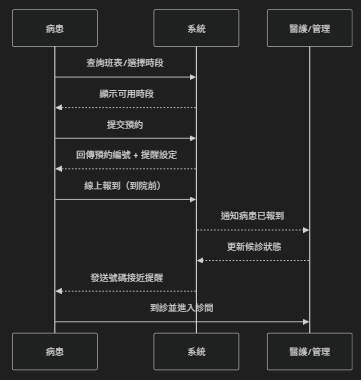 病患 系統 醫護/管理
查詢班表/選擇時段
顯示可用時段
提交預約
回傳預約編號 + 提醒設定
線上報到（到院前）
通知病患已報到
更新候診狀態
發送號碼接近提醒
到診並進入診間
病患 系統 醫護/管理